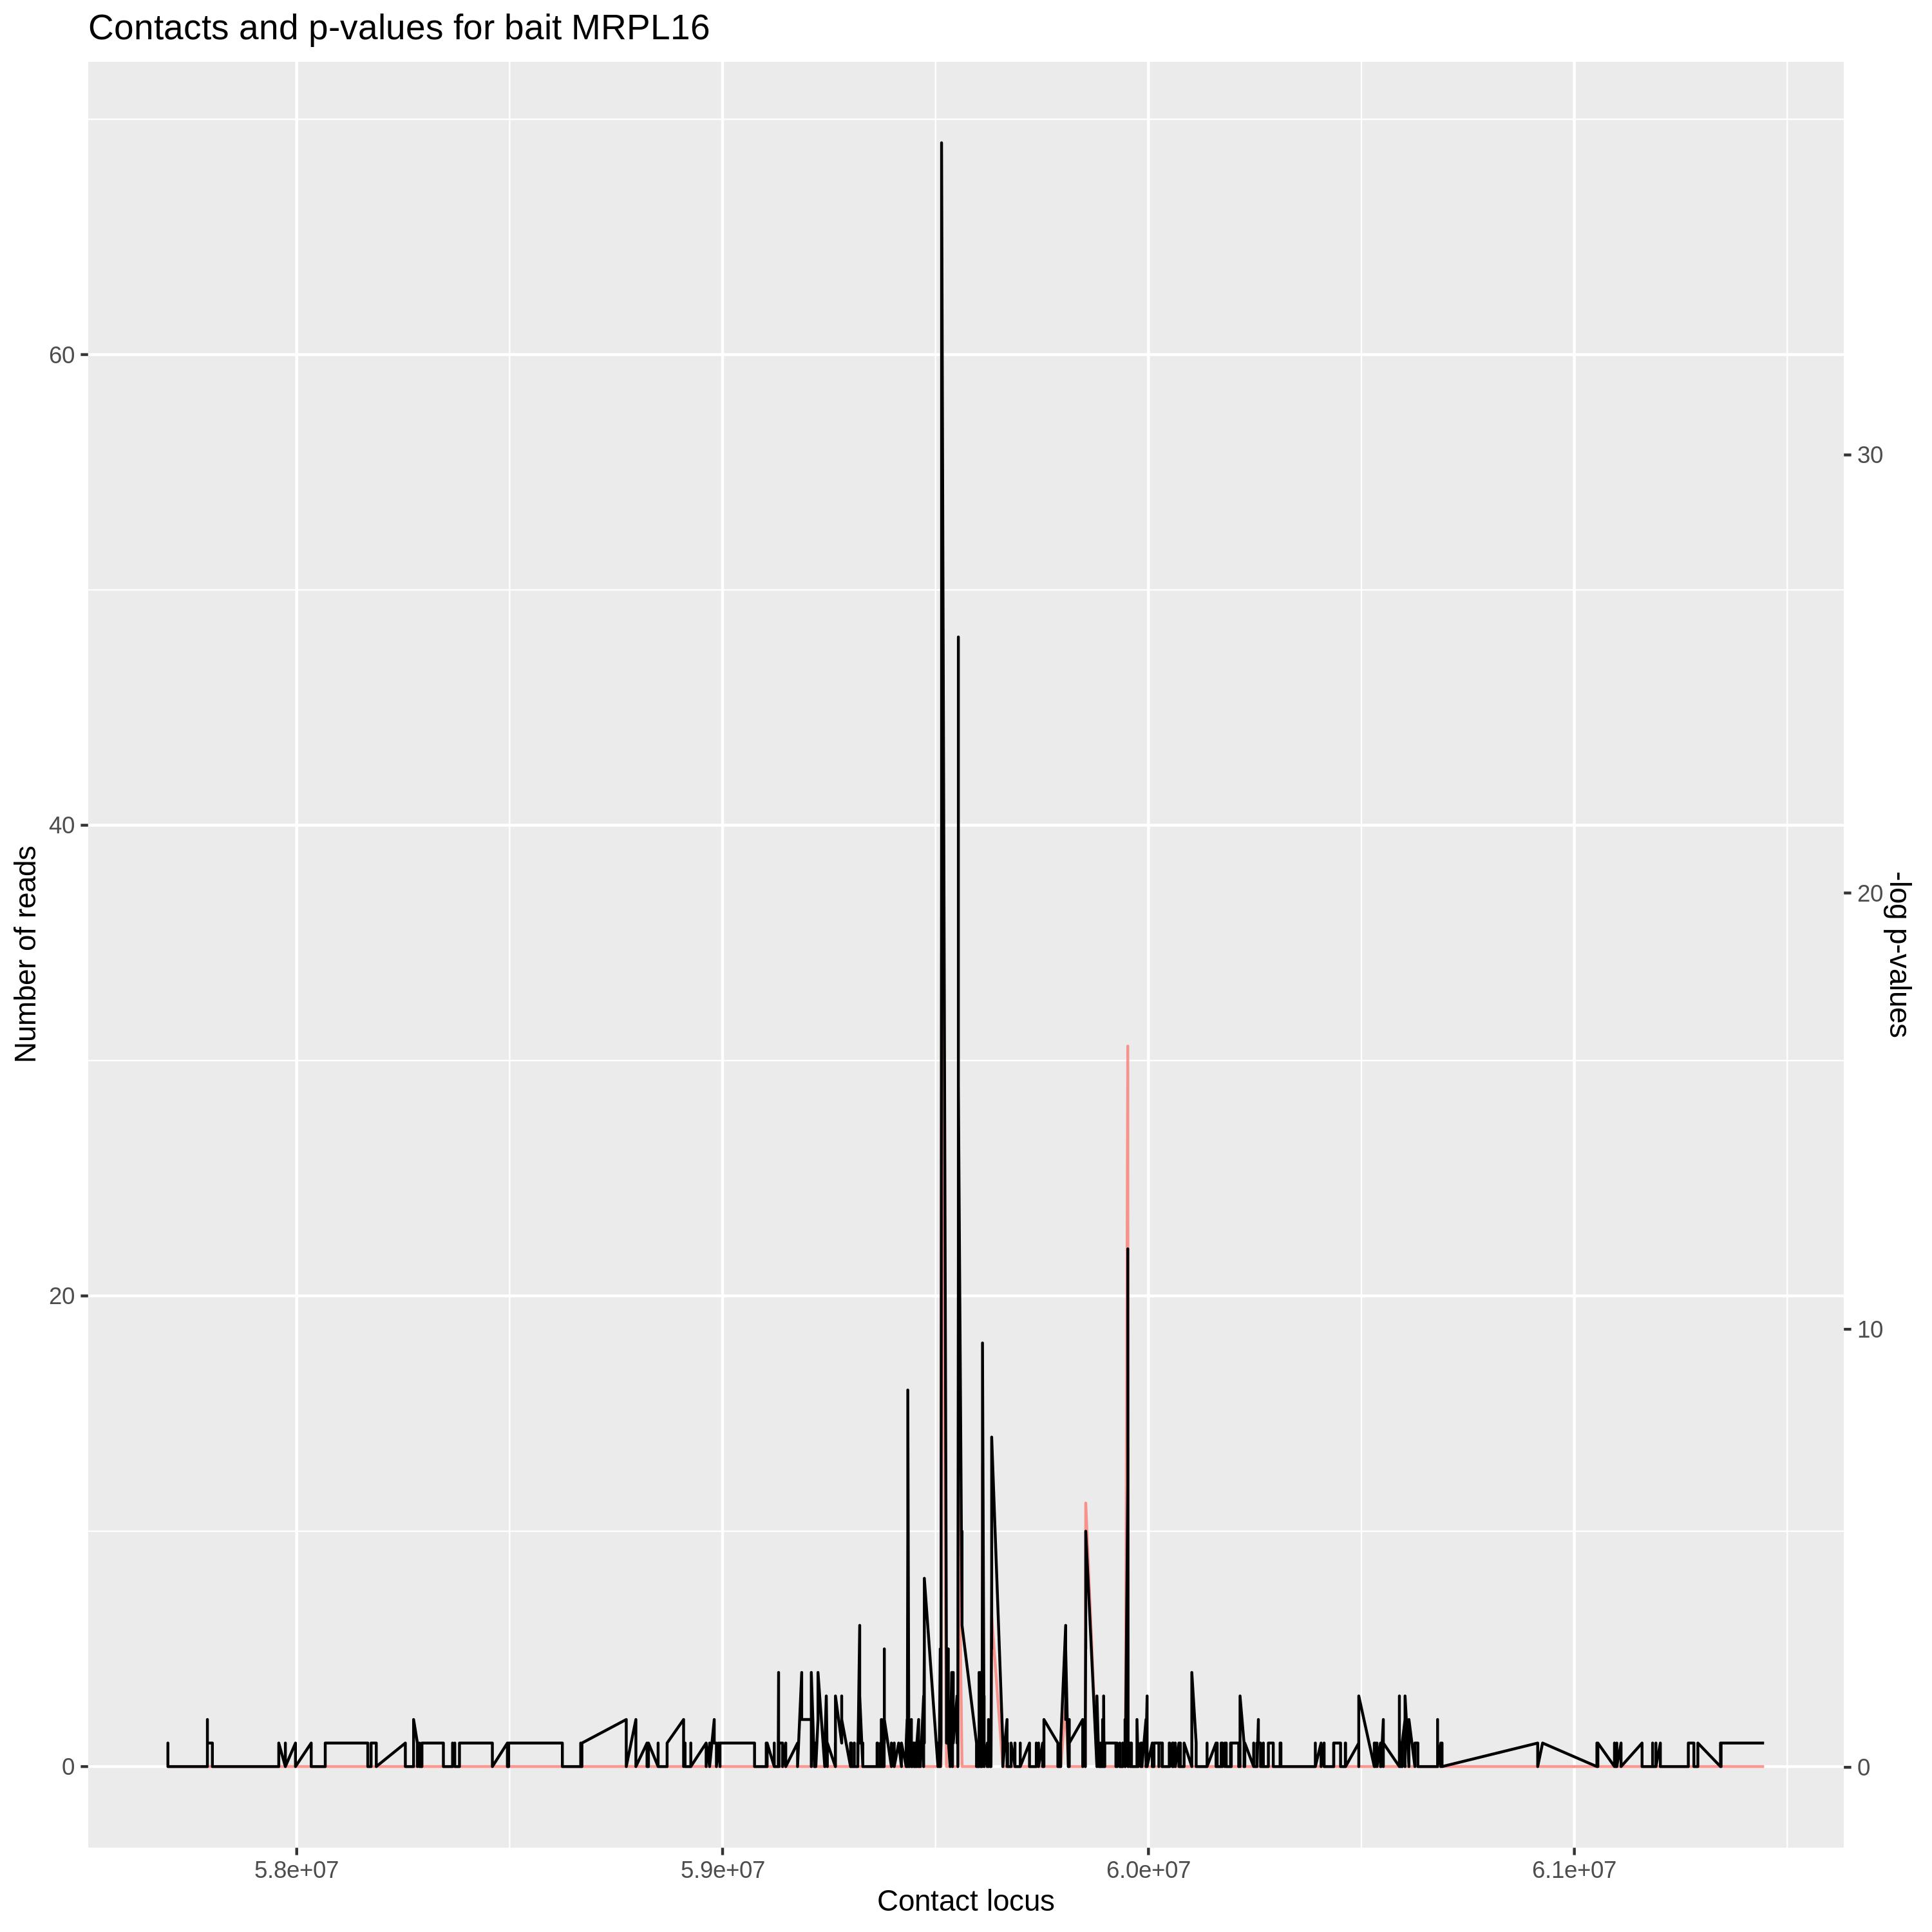 Contacts and p-values for bait MRPL16
Number of reads
60
40
20
0
30
20
10
0
-log p-values
5.8e+07
5.9e+07
6.0e+07
6.1e+07
Contact locus